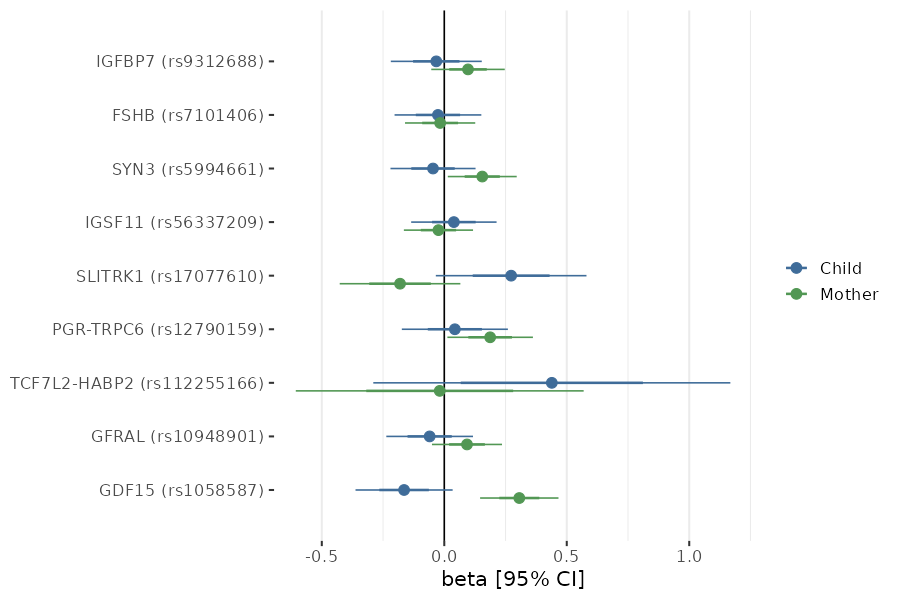 IGFBP7 (rs9312688)
FSHB (rs7101406)
SYN3 (rs5994661)
IGSF11 (rs56337209)
SLITRK1 (rs17077610)
PGR-TRPC6 (rs12790159)
TCF7L2-HABP2 (rs112255166)
GFRAL (rs10948901)
GDF15 (rs1058587)
-0.5 0.0 0.5 1.0
beta [95% CI]
Child
Mother